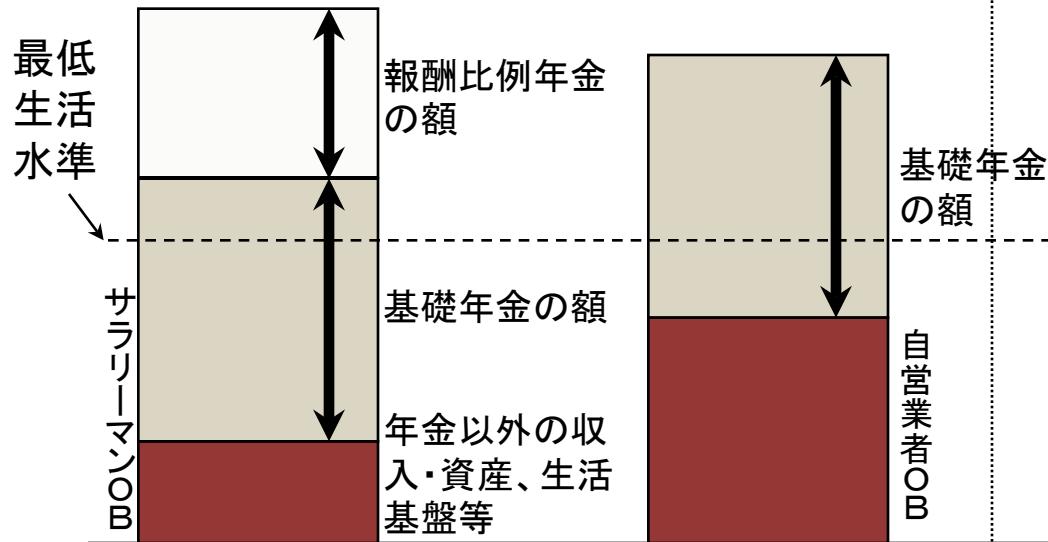 最低
生活
水準
サラリーマンOB
報酬比例年金
の額
基礎年金の額
年金以外の収
入・資産、生活
基盤等
基礎年金
の額
自営業者OB